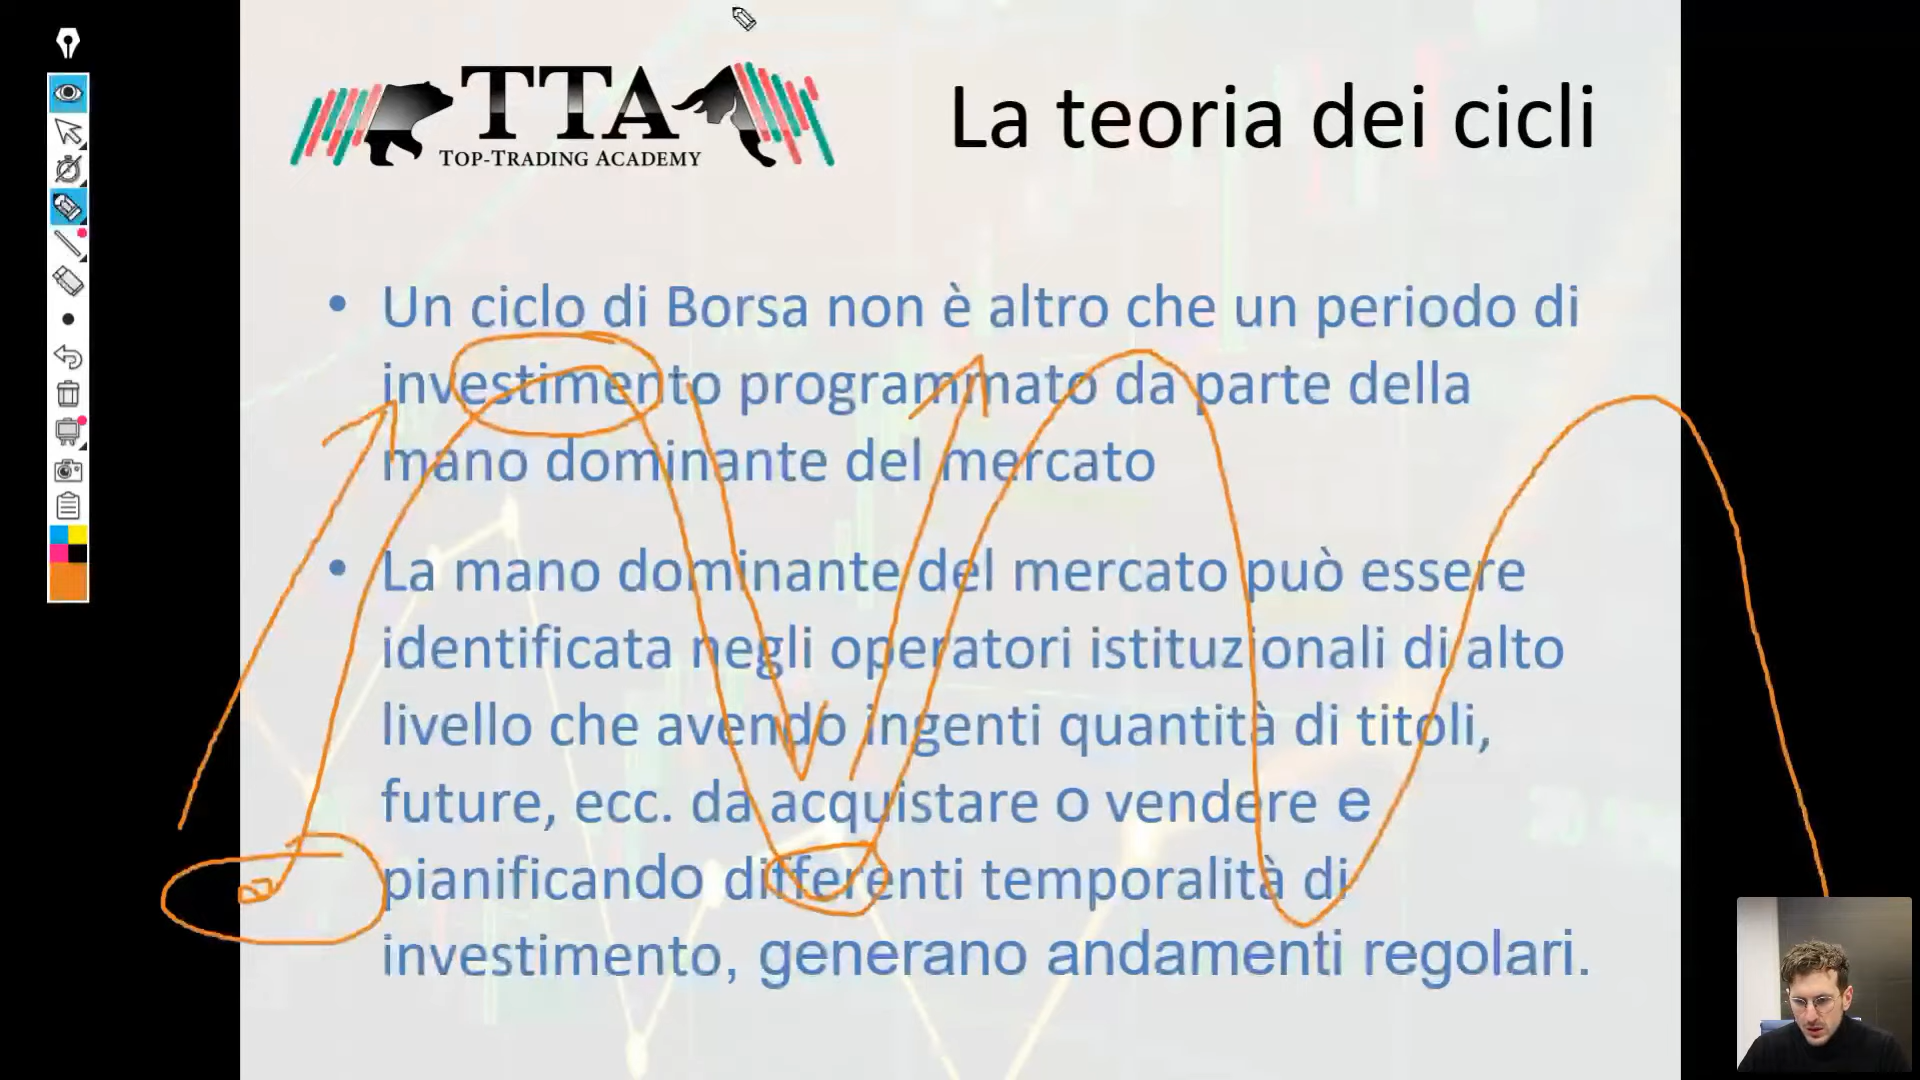 TTA
TOP-TRADING ACADEMY
La teoria dei cicli
• Un ciclo di Borsa non è altro che un periodo di
investimento programmato da parte della
mano dominante del mercato
• La mano dominante del mercato può essere
identificata negli operatori istituzionali di alto
livello che avendo ingenti quantità di titoli,
future, ecc. da acquistare o vendere e
pianificando differenti temporalità di
investimento, generano andamenti regolari.